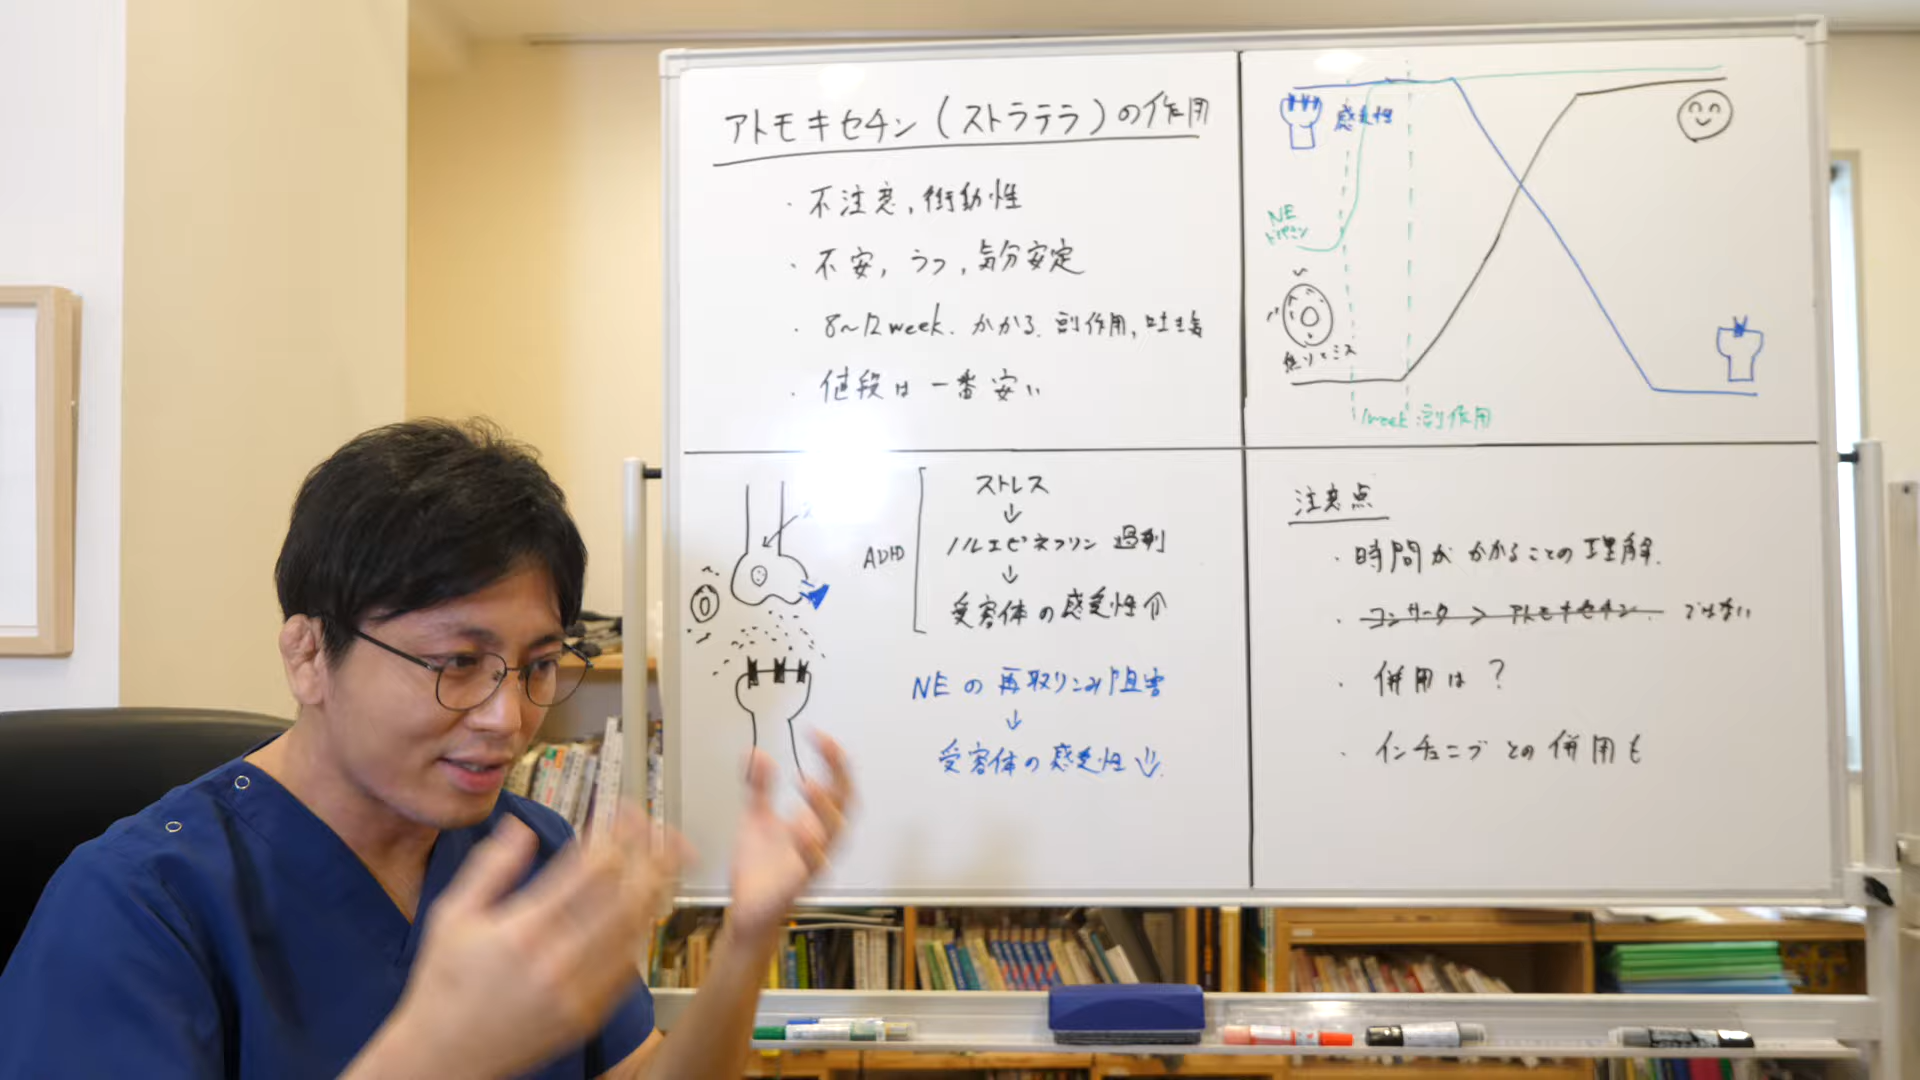 アトモキセチン(ストラテラ)の作用
・不注意,衝動性
・不安,うつ,気分安定
・8〜12week.かかる.副作用,吐き気
・値段は一番安い
感受性
NE
ドパミン
焦りミス
1week:副作用
ADHD
ストレス
↓
ノルエピネフリン過剰
↓
受容体の感受性↑
NEの再取りこみ阻害
↓
受容体の感受性↓
注意点
・時間がかかることの理解.
・コンサータ>アトモキセチン.ではない
・併用は?
・インチュニブとの併用も